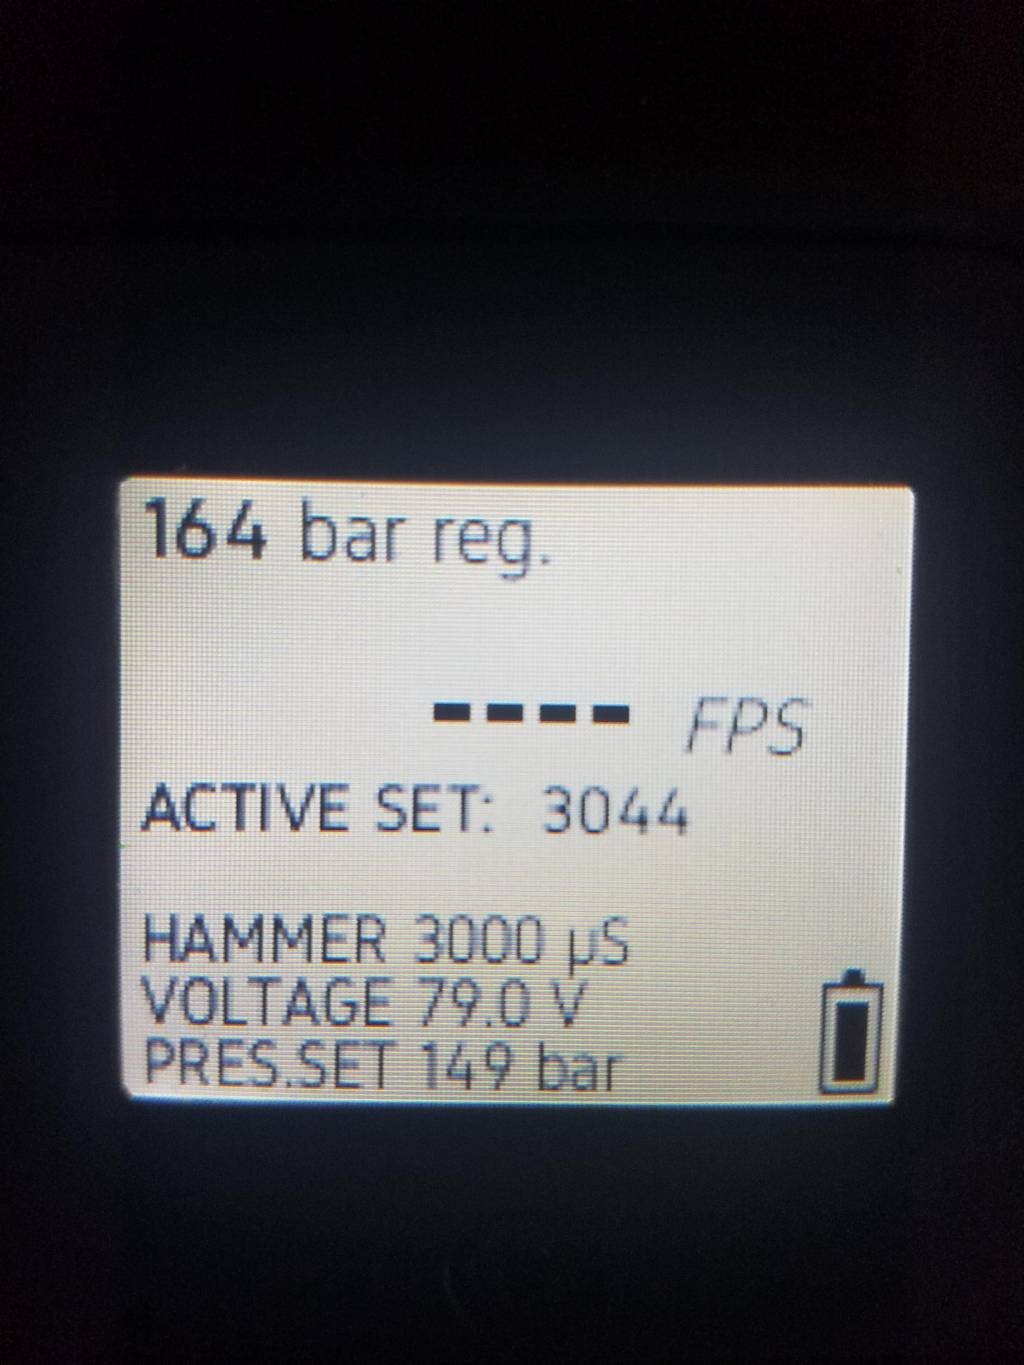 164 bar reg.
---- FPS
ACTIVE SET: 3044
HAMMER 3000 µS
VOLTAGE 79.0 V
PRES.SET 149 bar